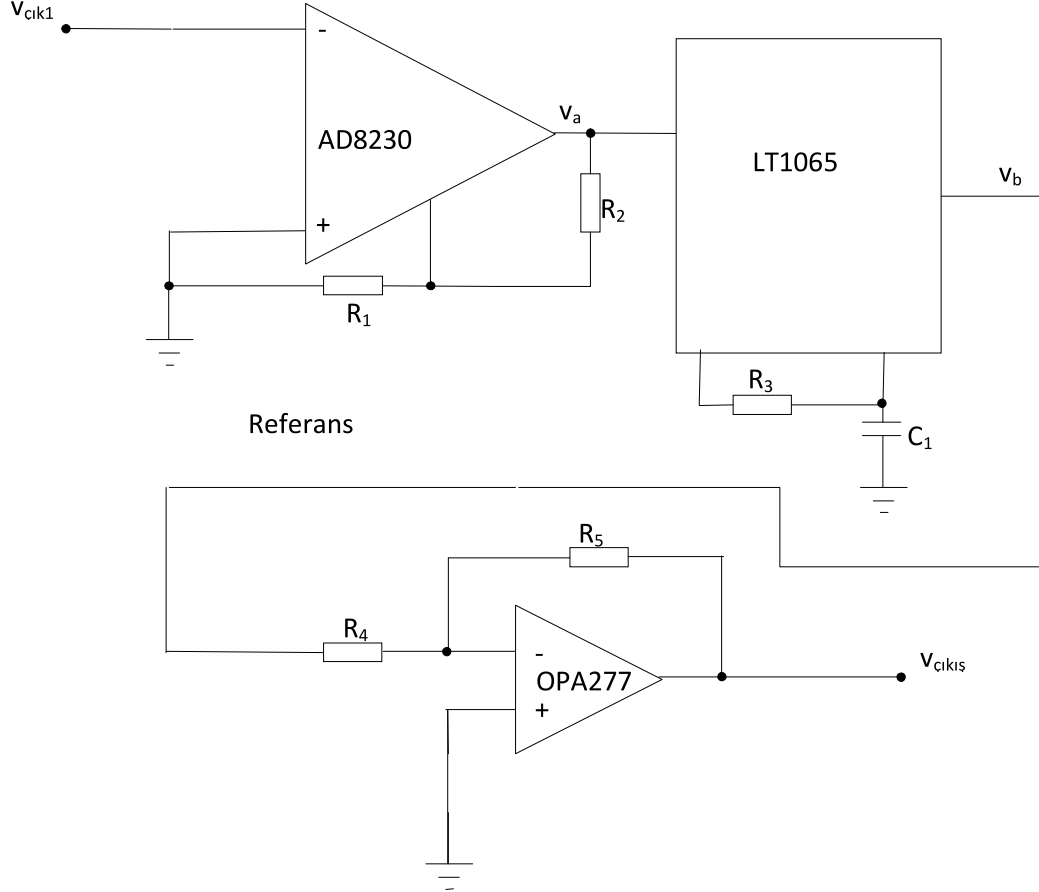 vçık1
-
AD8230
+
va
R2
R1
LT1065
vb
R3
C1
Referans
R5
R4
-
OPA277
+
vçıkış